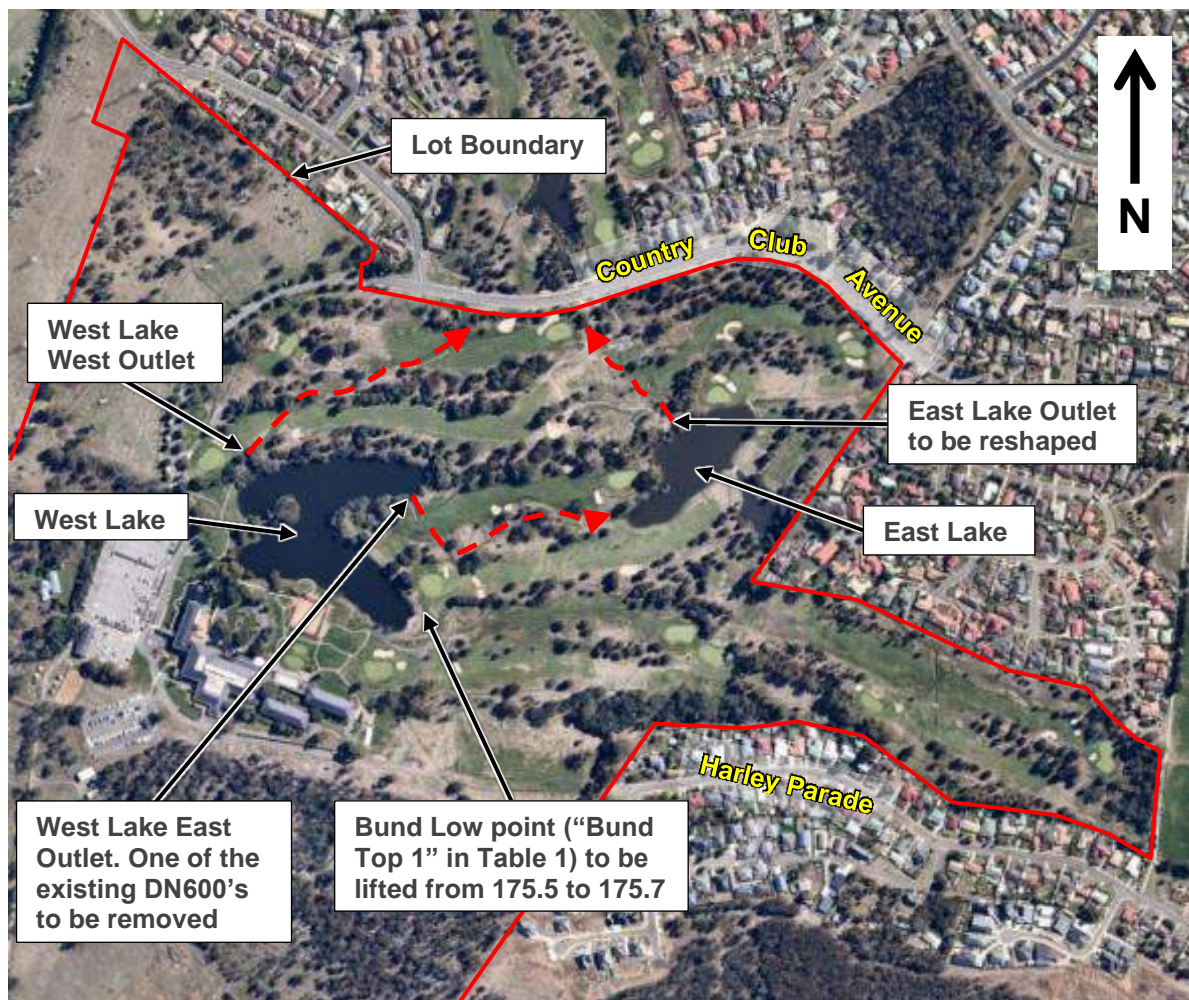 Lot Boundary
N
Country
Club
Avenue
West Lake
West Outlet
East Lake Outlet
to be reshaped
West Lake
East Lake
Harley Parade
West Lake East
Outlet. One of the
existing DN600's
to be removed
Bund Low point (“Bund
Top 1” in Table 1) to be
lifted from 175.5 to 175.7